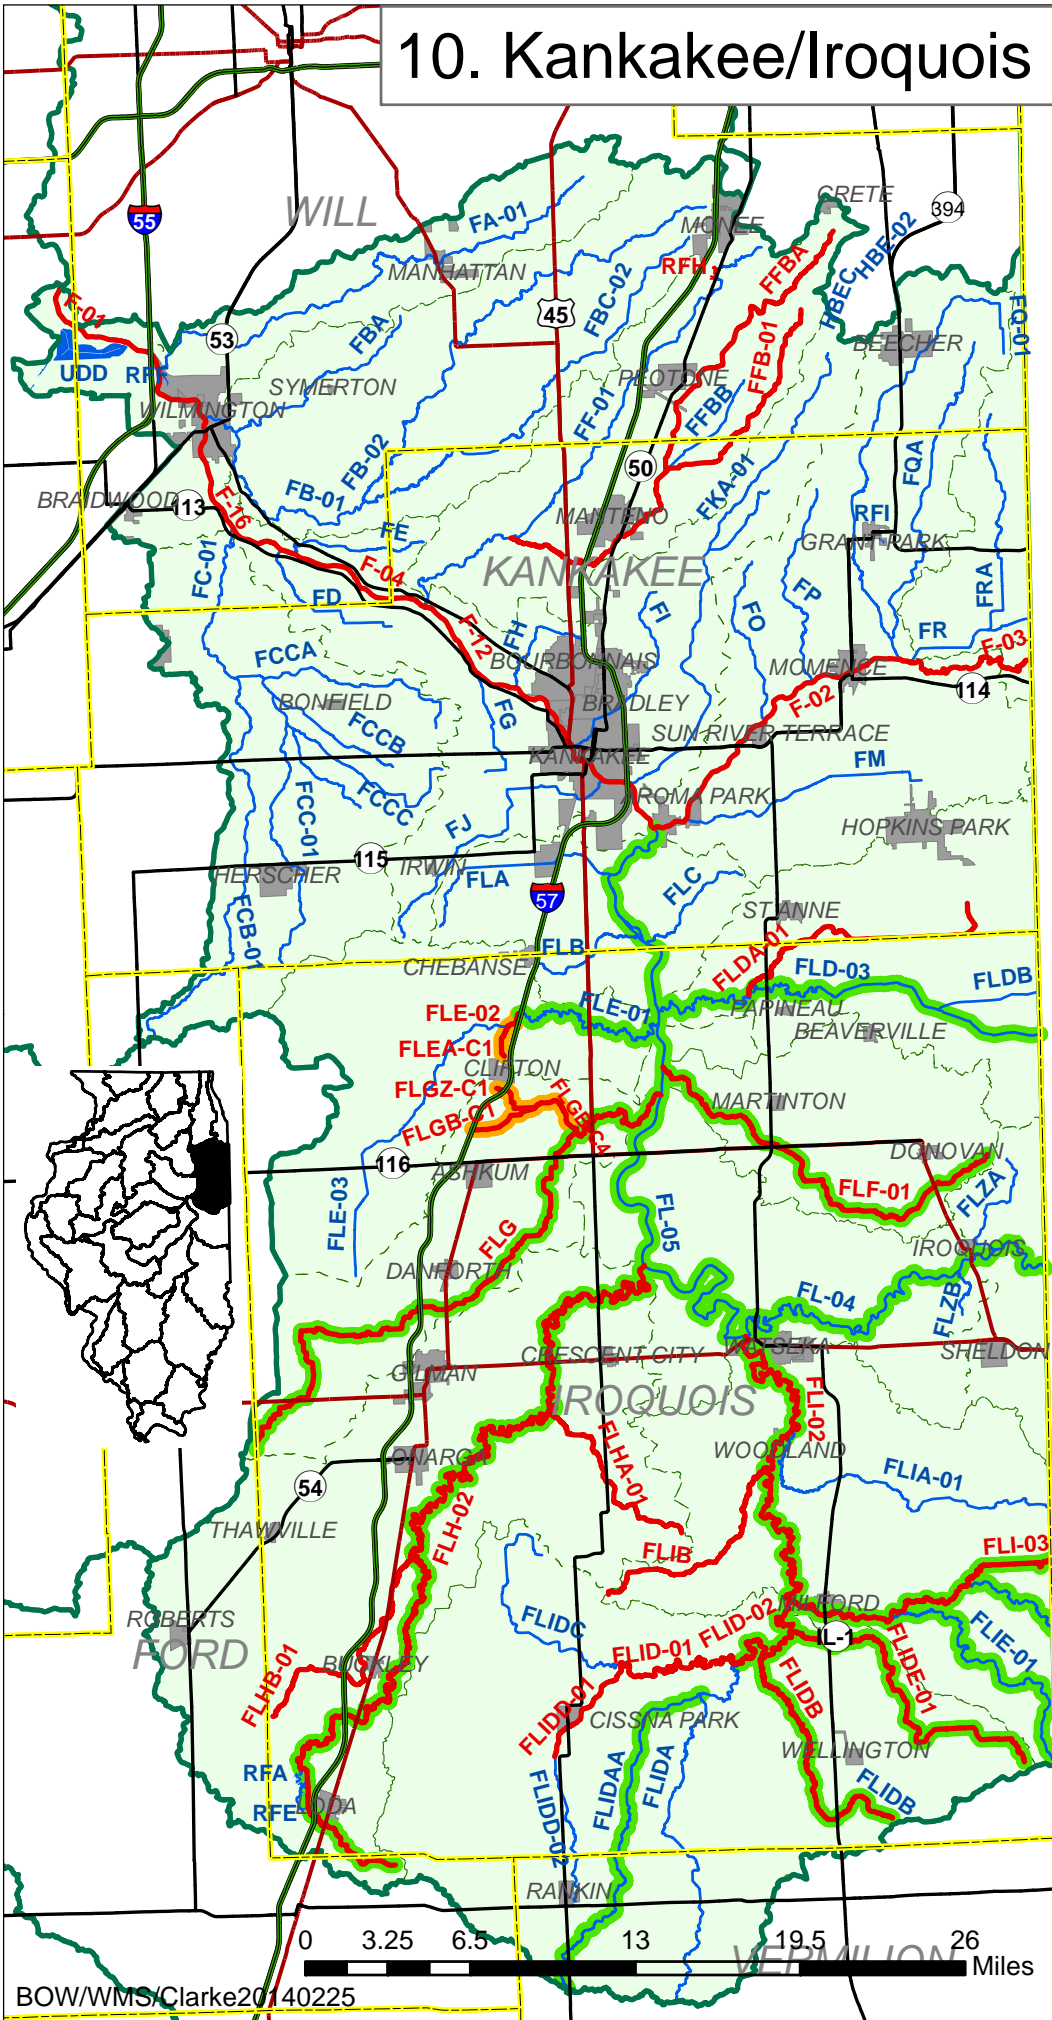 10. Kankakee/Iroquois
CRETE
394
WILL
55
FA-01
MONEE
HBE-02
MANHATTAN
RFH
FFBA
FBC-02
HBEC
F-01
45
FBA
53
FQ-01
BEECHER
FFB-01
UDD
RFF
SYMERTON
PEOTONE
WILMINGTON
FF-01
FFBB
FB-02
50
FQA
FKA-01
BRAIDWOOD
113
F-16
FB-01
MANTENO
RFI
FE
GRANT PARK
FC-01
F-04
KANKAKEE
FRA
FD
FI
FP
FO
F-12
FH
FR
F-03
FCCA
BOURBONNAIS
MOMENCE
114
BONFIELD
BRADLEY
F-02
FG
FCCB
SUN RIVER TERRACE
KANKAKEE
FM
FCCC
AROMA PARK
FCC-01
FJ
HOPKINS PARK
115
IRWIN
HERSCHER
FLA
FLC
57
ST ANNE
FCB-01
FLDA-01
FLB
CHEBANSE
FLD-03
FLDB
FLE-02
FLE-01
PAPINEAU
BEAVERVILLE
FLEA-C1
CLIFTON
FLGZ-C1
MARTINTON
FLGB-C1
FLGB-C4
116
ASHKUM
DONOVAN
FLF-01
FLZA
FLE-03
FL-05
FLG
IROQUOIS
DANFORTH
FL-04
FLZB
WATSEKA
CRESCENT CITY
SHELDON
GILMAN
IROQUOIS
FLI-02
WOODLAND
FLHA-01
ONARGA
FLIA-01
54
FLH-02
THAWVILLE
FLI-03
FLIB
MILFORD
ROBERTS
FLIDC
FLID-02
FORD
FLID-01
IL-1
FLIE-01
BUCKLEY
FLIDE-01
FLHB-01
FLIDB
FLIDD-01
CISSNA PARK
WELLINGTON
RFA
FLIDA
FLIDAA
FLIDB
RFE
LODA
FLIDD-02
RANKIN
0 3.25 6.5 13 19.5 26
VERMILION
Miles
BOW/WMS/Clarke20140225